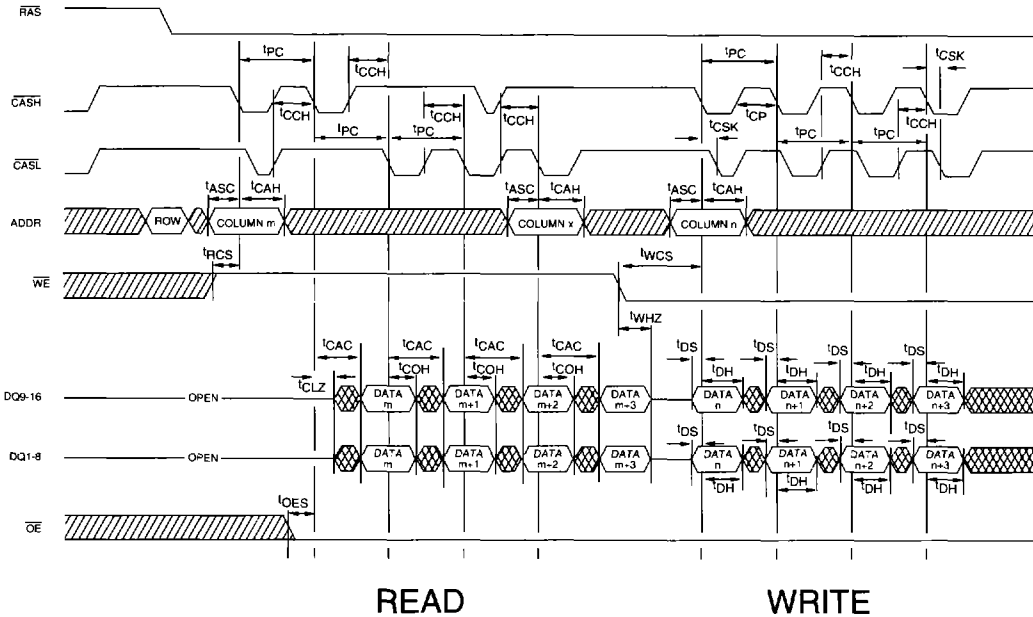 RAS
tPC tCCH tPC tCCH tCSK
CASH
tCCH tCCH tCCH tCP tCCH
tPC tPC tCSK tPC tPC
CASL
tASC tCAH tASC tCAH tASC tCAH
ADDR ROW COLUMN m COLUMN x COLUMN n
tRCS tWCS
WE
tWHZ
tCAC tCAC tCAC tCAC tDS tDS tDS tDS
tCLZ tCOH tCOH tCOH tDH tDH tDH tDH
DQ9-16 OPEN DATA m DATA m+1 DATA m+2 DATA m+3 DATA n DATA n+1 DATA n+2 DATA n+3
tDS tDS tDS tDS
DQ1-8 OPEN DATA m DATA m+1 DATA m+2 DATA m+3 DATA n DATA n+1 DATA n+2 DATA n+3
tDH tDH tDH tDH
tOES
OE
READ WRITE